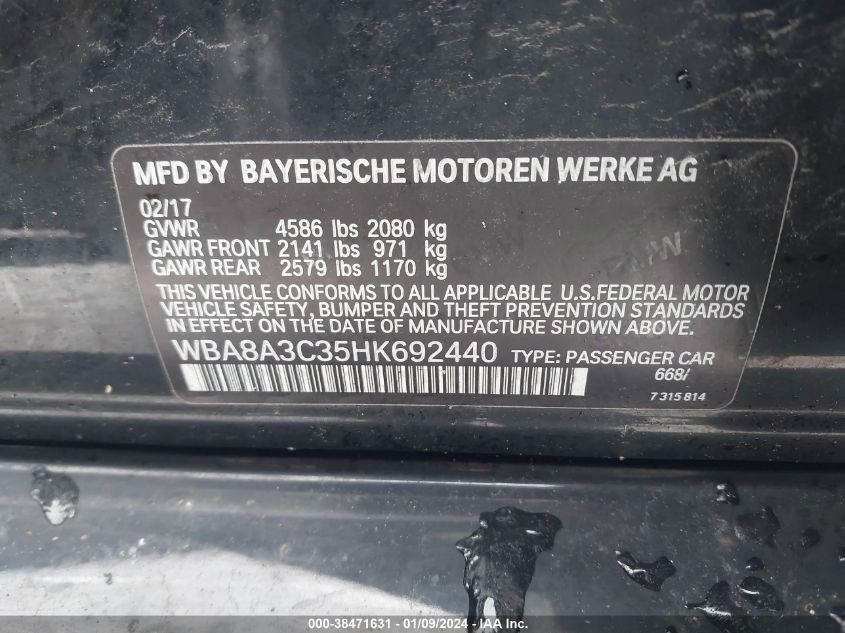 MFD BY BAYERISCHE MOTOREN WERKE AG
02/17
GVWR 4586 lbs 2080 kg
GAWR FRONT 2141 lbs 971 kg
GAWR REAR 2579 lbs 1170 kg
BMW
THIS VEHICLE CONFORMS TO ALL APPLICABLE U.S.FEDERAL MOTOR
VEHICLE SAFETY, BUMPER AND THEFT PREVENTION STANDARDS
IN EFFECT ON THE DATE OF MANUFACTURE SHOWN ABOVE.
WBA8A3C35HK692440 TYPE: PASSENGER CAR
668/
7 315 814
000-38471631 - 01/09/2024 - IAA Inc.